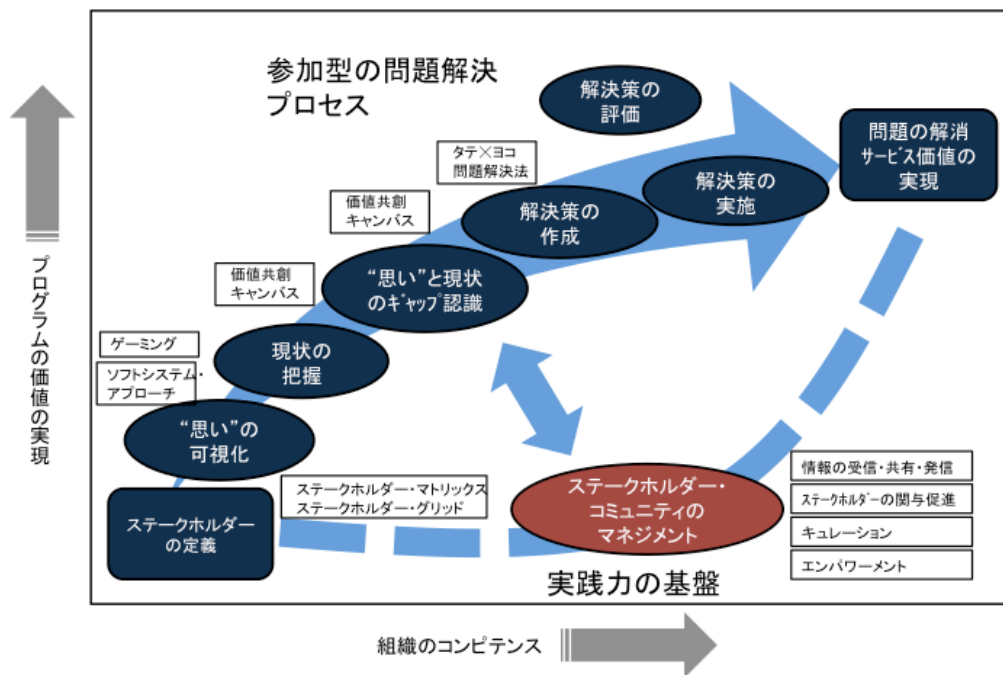 参加型の問題解決
プロセス
解決策の
評価
問題の解消
ｻｰﾋﾞｽ価値の
実現
タテ×ヨコ
問題解決法
解決策の
実施
価値共創
キャンバス
解決策の
作成
価値共創
キャンバス
“思い”と現状
のｷﾞｬｯﾌﾟ認識
ゲーミング
現状の
把握
ソフトシステム・
アプローチ
“思い”の
可視化
ステークホルダー・マトリックス
ステークホルダー・グリッド
ステークホルダー
の定義
ステークホルダー・
コミュニティの
マネジメント
情報の受信・共有・発信
ｽﾃｰｸﾎﾙﾀﾞｰの関与促進
キュレーション
エンパワーメント
実践力の基盤
プログラムの価値の実現
組織のコンピテンス